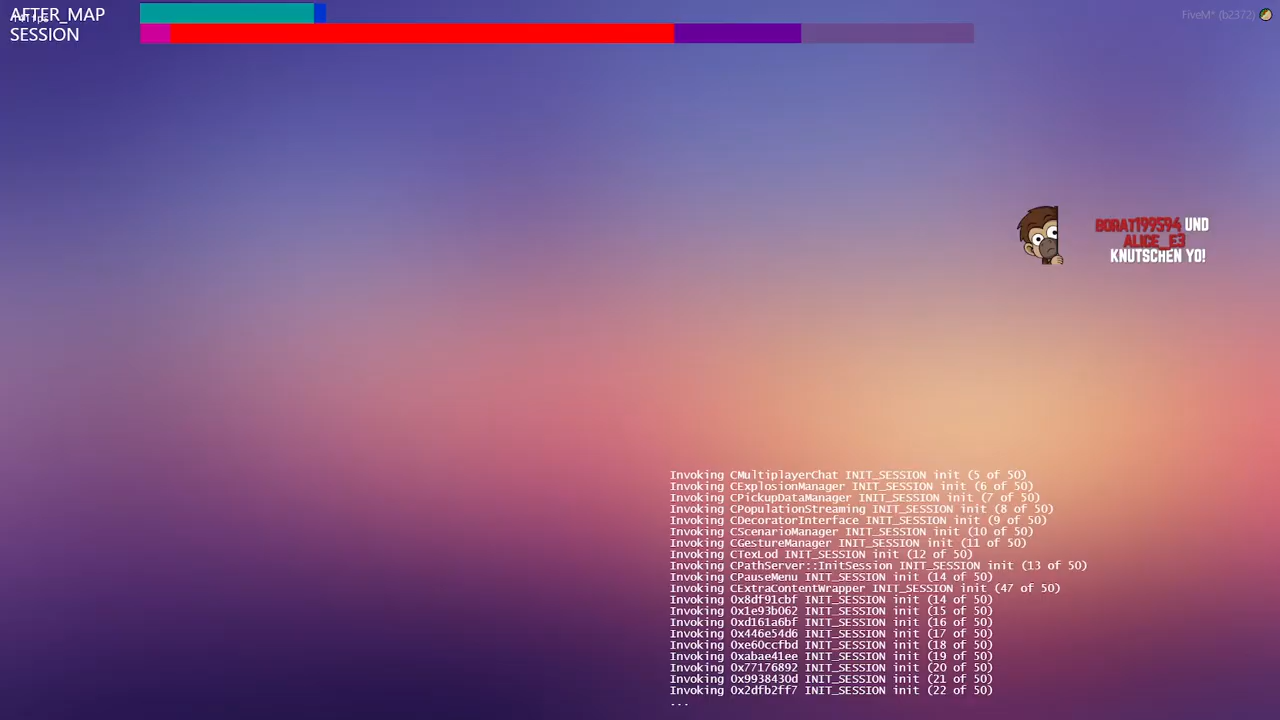 AFTER_MAP
SESSION
FiveM* (b2372)
BORAT199594 UND
ALICE_E3
KNUTSCHEN YO!
Invoking CMultiplayerChat INIT_SESSION init (5 of 50)
Invoking CExplosionManager INIT_SESSION init (6 of 50)
Invoking CPickupDataManager INIT_SESSION init (7 of 50)
Invoking CPopulationStreaming INIT_SESSION init (8 of 50)
Invoking CDecoratorInterface INIT_SESSION init (9 of 50)
Invoking CScenarioManager INIT_SESSION init (10 of 50)
Invoking CGestureManager INIT_SESSION init (11 of 50)
Invoking CTexLod INIT_SESSION init (12 of 50)
Invoking CPathServer::InitSession INIT_SESSION init (13 of 50)
Invoking CPauseMenu INIT_SESSION init (14 of 50)
Invoking CExtraContentWrapper INIT_SESSION init (47 of 50)
Invoking 0x8df91cbf INIT_SESSION init (14 of 50)
Invoking 0x1e93b062 INIT_SESSION init (15 of 50)
Invoking 0xd161a6bf INIT_SESSION init (16 of 50)
Invoking 0x446e54d6 INIT_SESSION init (17 of 50)
Invoking 0xe60ccfbd INIT_SESSION init (18 of 50)
Invoking 0xabae41ee INIT_SESSION init (19 of 50)
Invoking 0x77176892 INIT_SESSION init (20 of 50)
Invoking 0x9938430d INIT_SESSION init (21 of 50)
Invoking 0x2dfb2ff7 INIT_SESSION init (22 of 50)
...